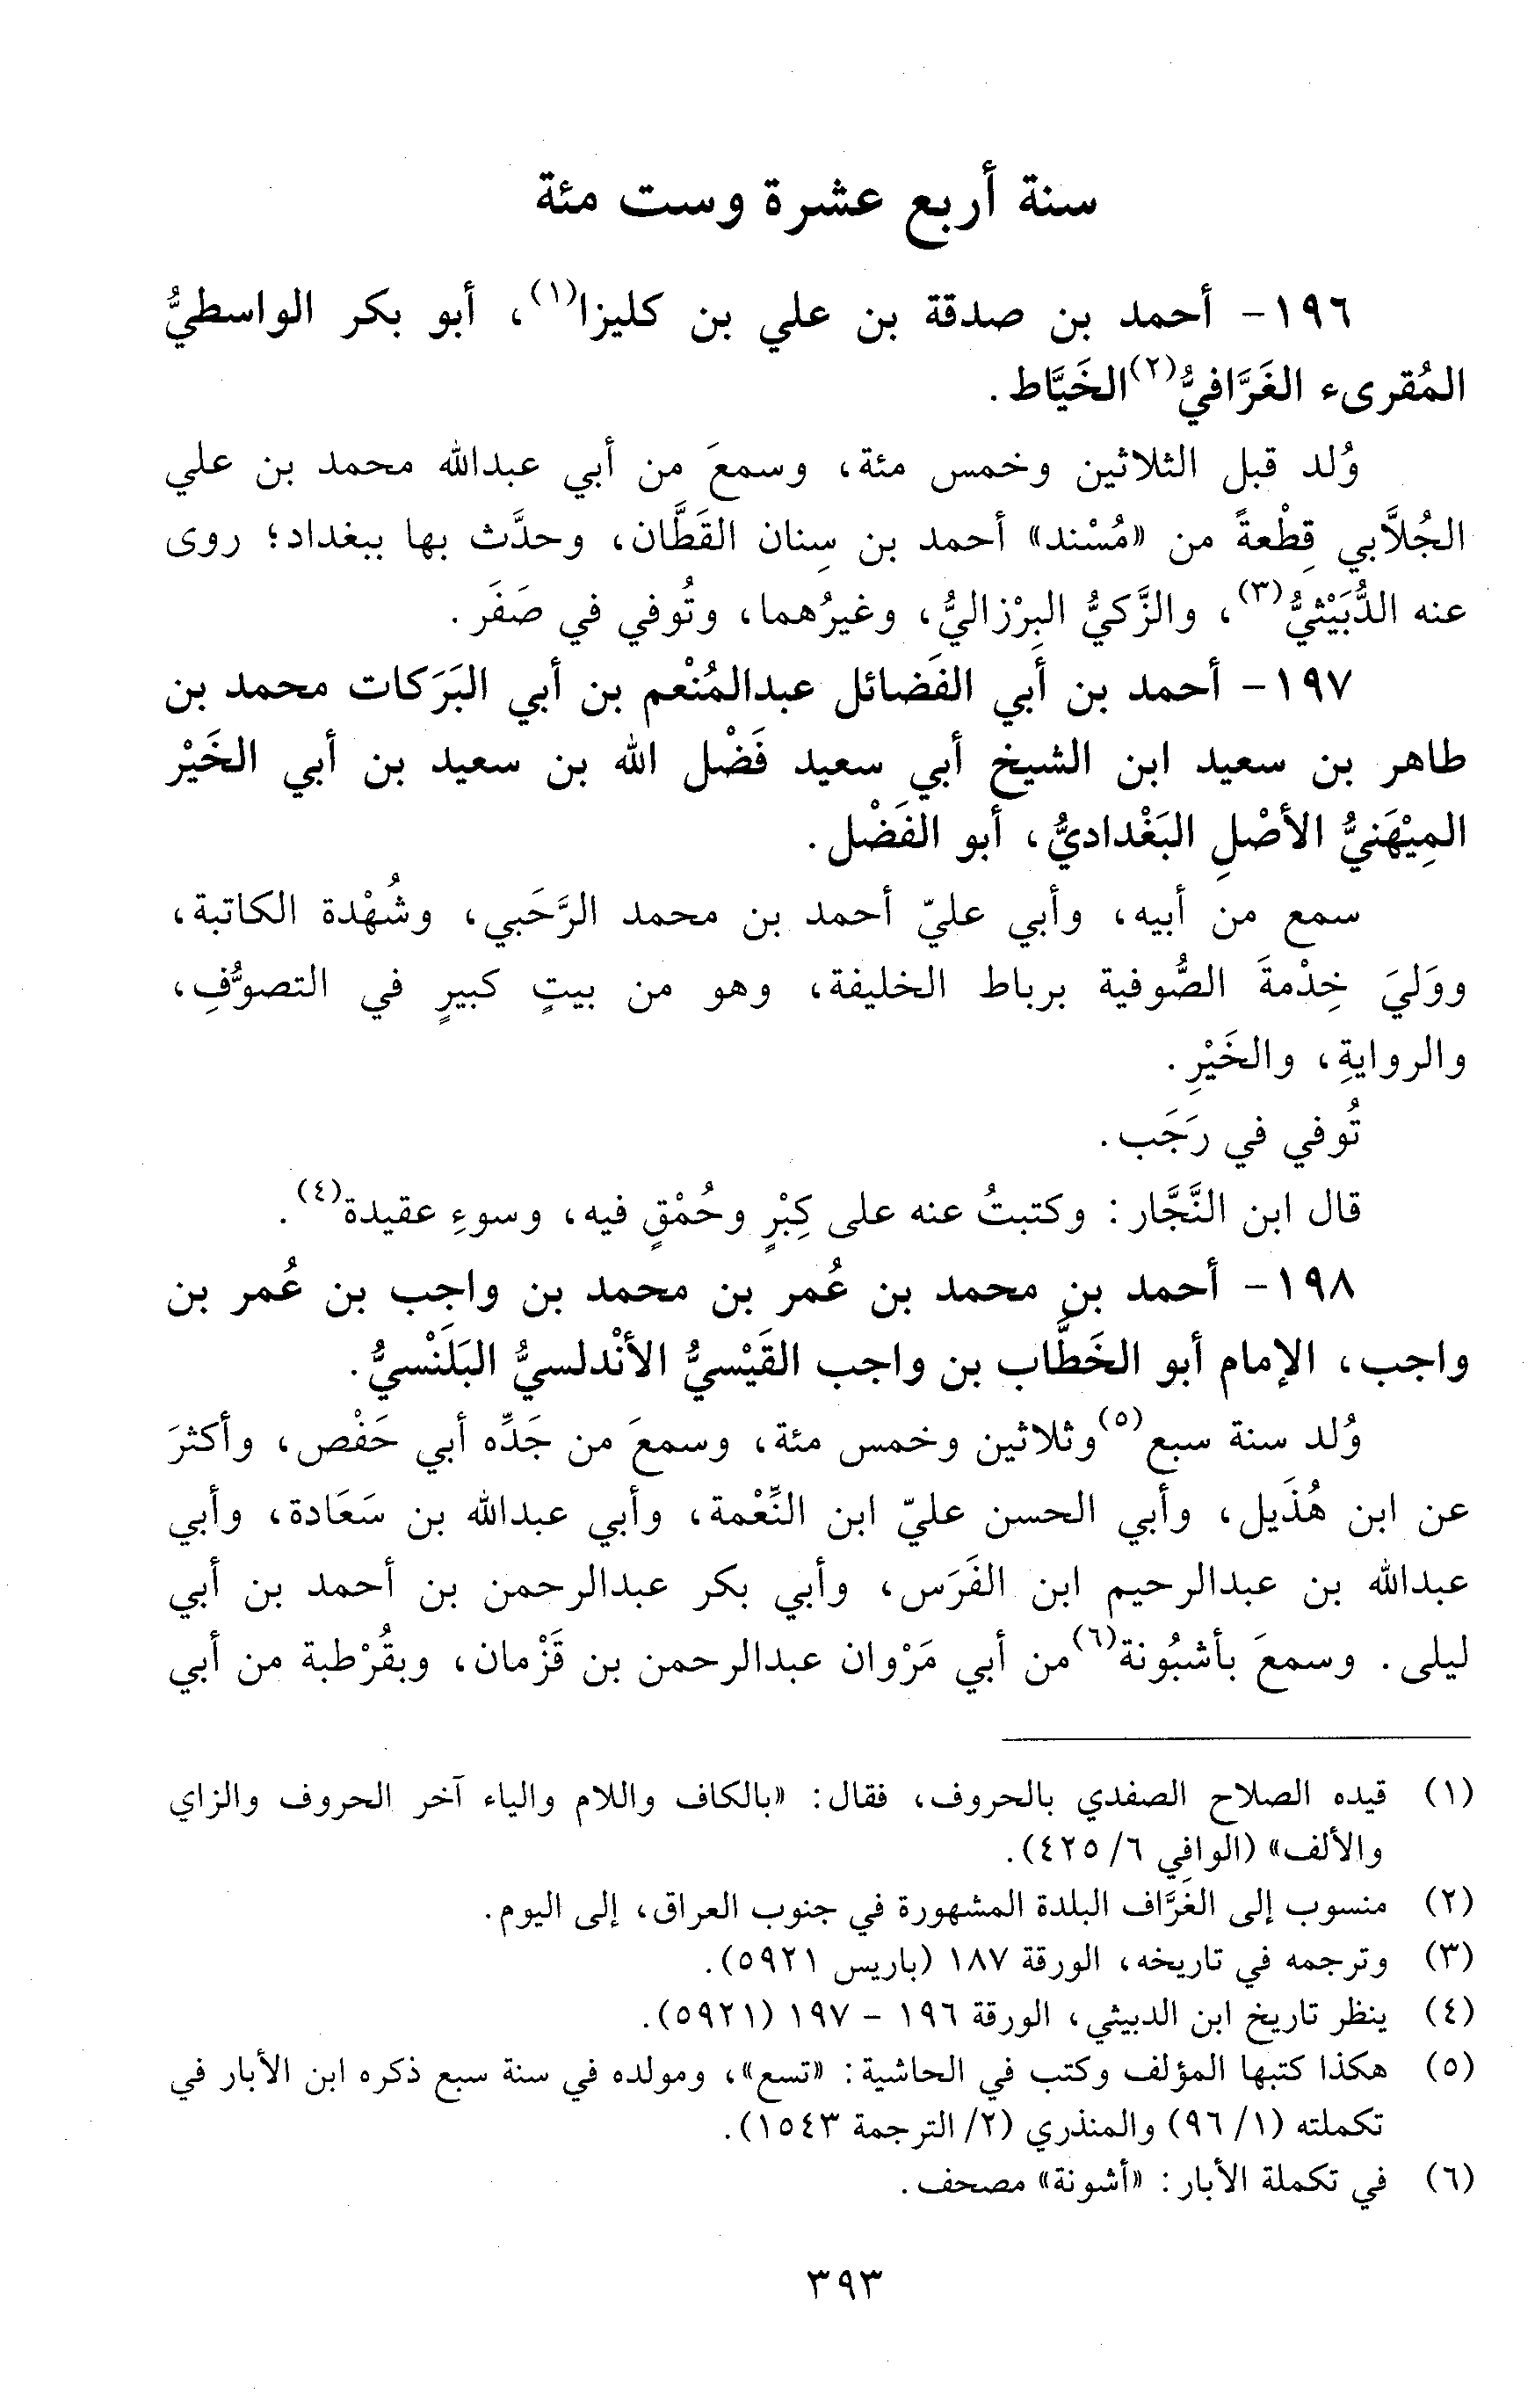 سنة أربع عشرة وست مئة
١٩٦- أحمد بن صدقة بن علي بن كليزا(١)، أبو بكر الواسطيُّ
المُقرىء الغَرَّافيُّ(٢) الخَيَّاط.
وُلد قبل الثلاثين وخمس مئة، وسمعَ من أبي عبدالله محمد بن علي
الجُلاَّبي قِطْعةً من «مُسْند» أحمد بن سِنان القَطَّان، وحدَّث بها ببغداد؛ روى
عنه الدُّبَيْثيُّ(٣)، والزَّكيُّ البِرْزاليُّ، وغيرُهما، وتُوفي في صَفَر.
١٩٧- أحمد بن أبي الفَضائل عبدالمُنْعم بن أبي البَرَكات محمد بن
طاهر بن سعيد ابن الشيخ أبي سعيد فَضْل الله بن سعيد بن أبي الخَيْر
المِيْهَنيُّ الأصْلِ البَغْداديُّ، أبو الفَضْل.
سمع من أبيه، وأبي عليّ أحمد بن محمد الرَّحَبي، وشُهْدة الكاتبة،
ووَليَ خِدْمةَ الصُّوفية برباط الخليفة، وهو من بيتٍ كبيرٍ في التصوُّفِ،
والروايةِ، والخَيْرِ.
تُوفي في رجَب.
قال ابن النَّجَّار: وكتبتُ عنه على كِبْرٍ وحُمْقٍ فيه، وسوءِ عقيدة(٤).
١٩٨- أحمد بن محمد بن عُمر بن محمد بن واجب بن عُمر بن
واجب، الإمام أبو الخَطَّاب بن واجب القَيْسيُّ الأنْدلسيُّ البَلَنْسيُّ.
وُلد سنة سبع(٥) وثلاثين وخمس مئة، وسمعَ من جَدِّه أبي حَفْص، وأكثرَ
عن ابن هُذَيل، وأبي الحسن عليّ ابن النِّعْمة، وأبي عبدالله بن سَعَادة، وأبي
عبدالله بن عبدالرحيم ابن الفَرَس، وأبي بكر عبدالرحمن بن أحمد بن أبي
ليلى. وسمعَ بأشبُونة(٦) من أبي مَرْوان عبدالرحمن بن قَزْمان، وبقُرْطبة من أبي
(١) قيده الصلاح الصفدي بالحروف، فقال: «بالكاف واللام والياء آخر الحروف والزاي
والألف» (الوافي ٦/ ٤٢٥).
(٢) منسوب إلى الغَرَّاف البلدة المشهورة في جنوب العراق، إلى اليوم.
(٣) وترجمه في تاريخه، الورقة ١٨٧ (باريس ٥٩٢١).
(٤) ينظر تاريخ ابن الدبيثي، الورقة ١٩٦ - ١٩٧ (٥٩٢١).
(٥) هكذا كتبها المؤلف وكتب في الحاشية: «تسع»، ومولده في سنة سبع ذكره ابن الأبار في
تكملته (١/ ٩٦) والمنذري (٢/ الترجمة ١٥٤٣).
(٦) في تكملة الأبار: «أشونة» مصحف.
٣٩٣